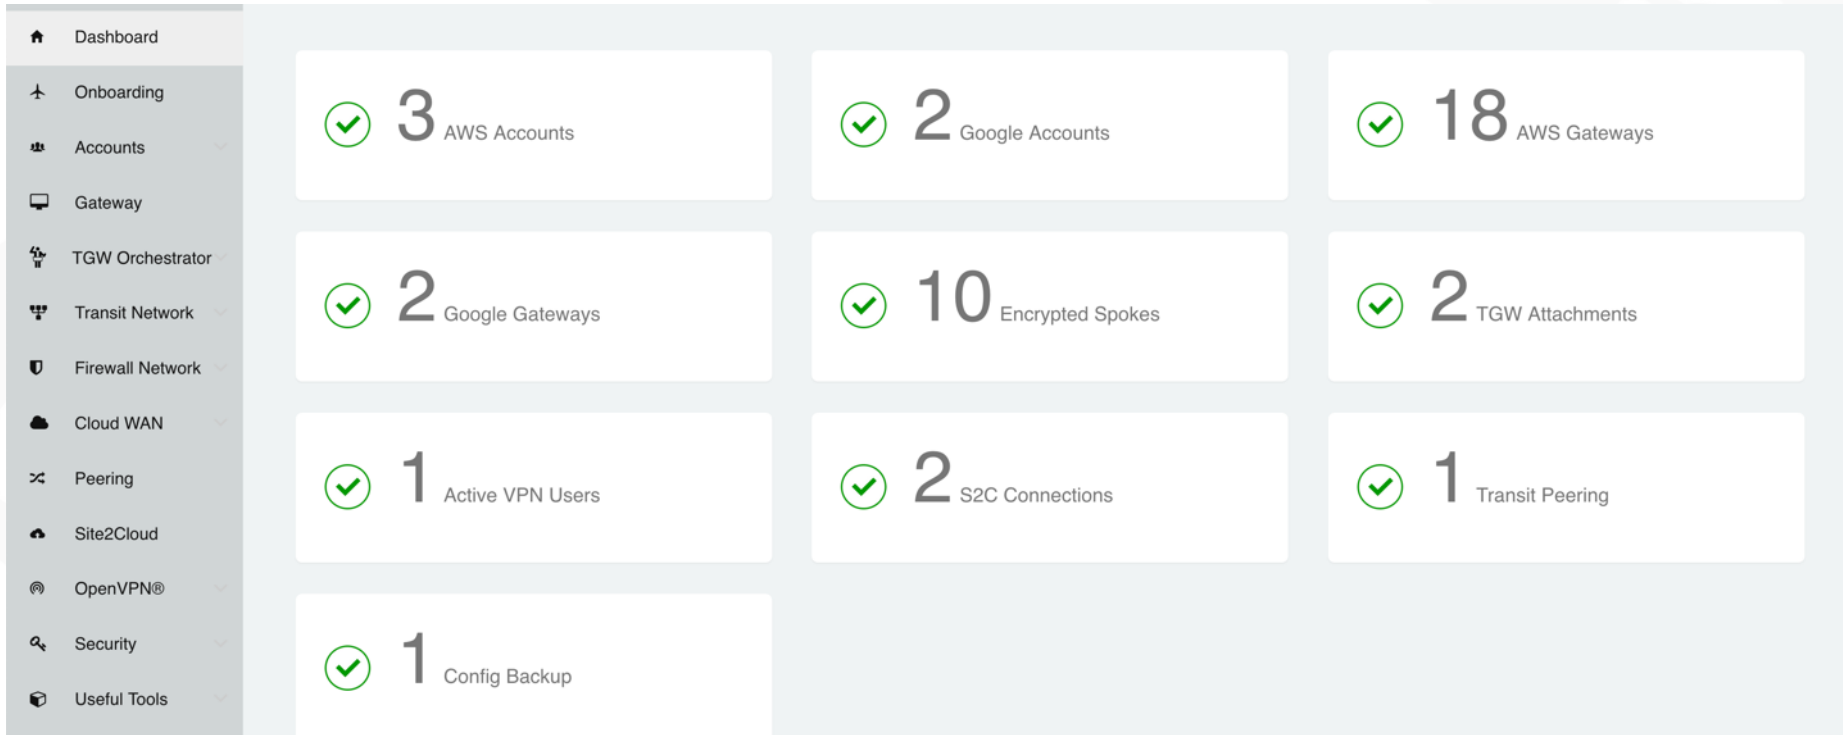 Dashboard
Onboarding
Accounts
Gateway
TGW Orchestrator
Transit Network
Firewall Network
Cloud WAN
Peering
Site2Cloud
OpenVPN®
Security
Useful Tools
3 AWS Accounts
2 Google Accounts
18 AWS Gateways
2 Google Gateways
10 Encrypted Spokes
2 TGW Attachments
1 Active VPN Users
2 S2C Connections
1 Transit Peering
1 Config Backup